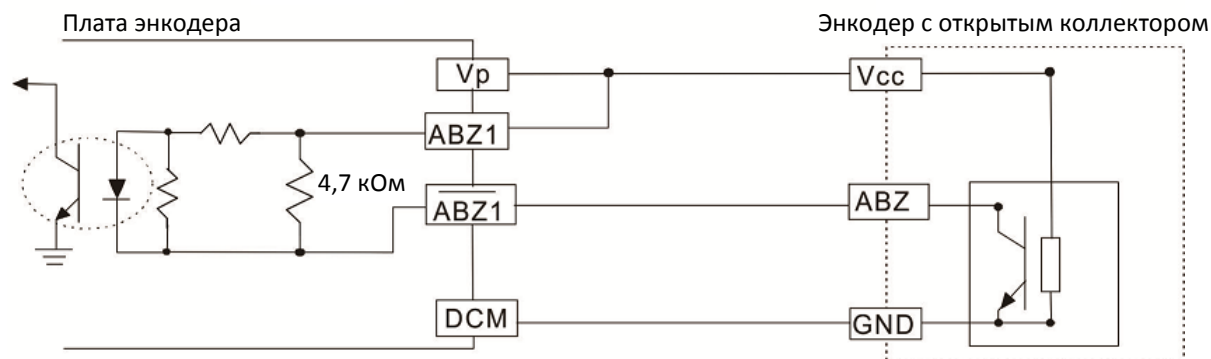 Плата энкодера
Энкодер с открытым коллектором
Vp
Vcc
ABZ1
4,7 кОм
ABZ1
ABZ
DCM
GND